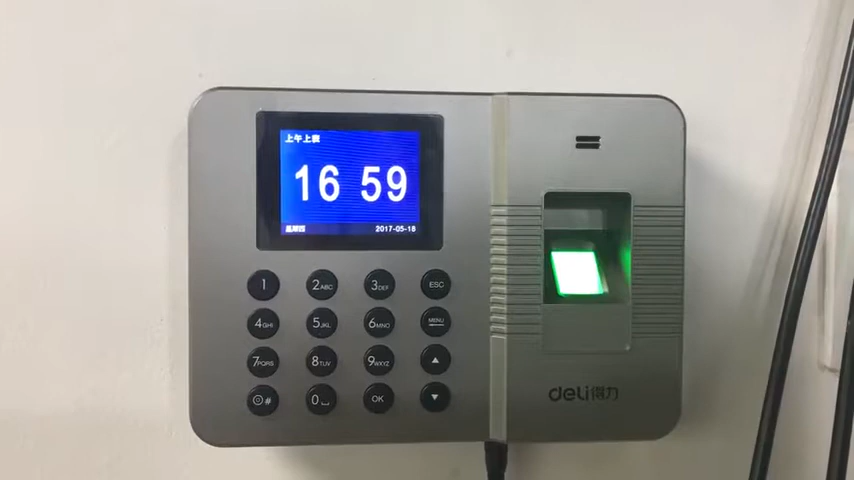 上午上班
16 59
星期四 2017-05-18
1 2ABC 3DEF ESC
4GHI 5JKL 6MNO MENU
7PQRS 8TUV 9WXYZ ▲
◎# 0⎵ OK ▼
deli得力